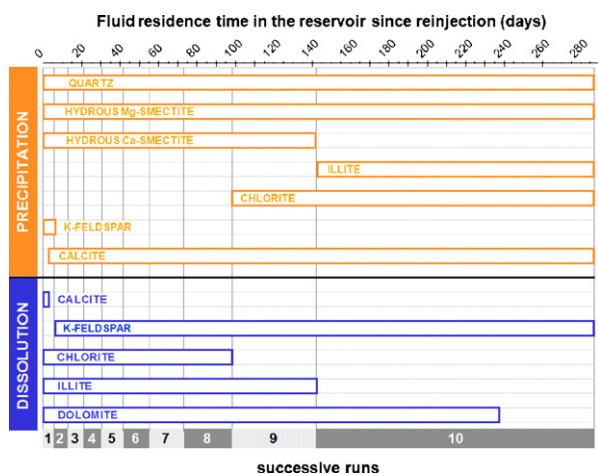 Fluid residence time in the reservoir since reinjection (days)
0 20 40 60 80 100 120 140 160 180 200 220 240 260 280
PRECIPITATION
QUARTZ
HYDROUS Mg-SMECTITE
HYDROUS Ca-SMECTITE
ILLITE
CHLORITE
K-FELDSPAR
CALCITE
DISSOLUTION
CALCITE
K-FELDSPAR
CHLORITE
ILLITE
DOLOMITE
1 2 3 4 5 6 7 8 9 10
successive runs